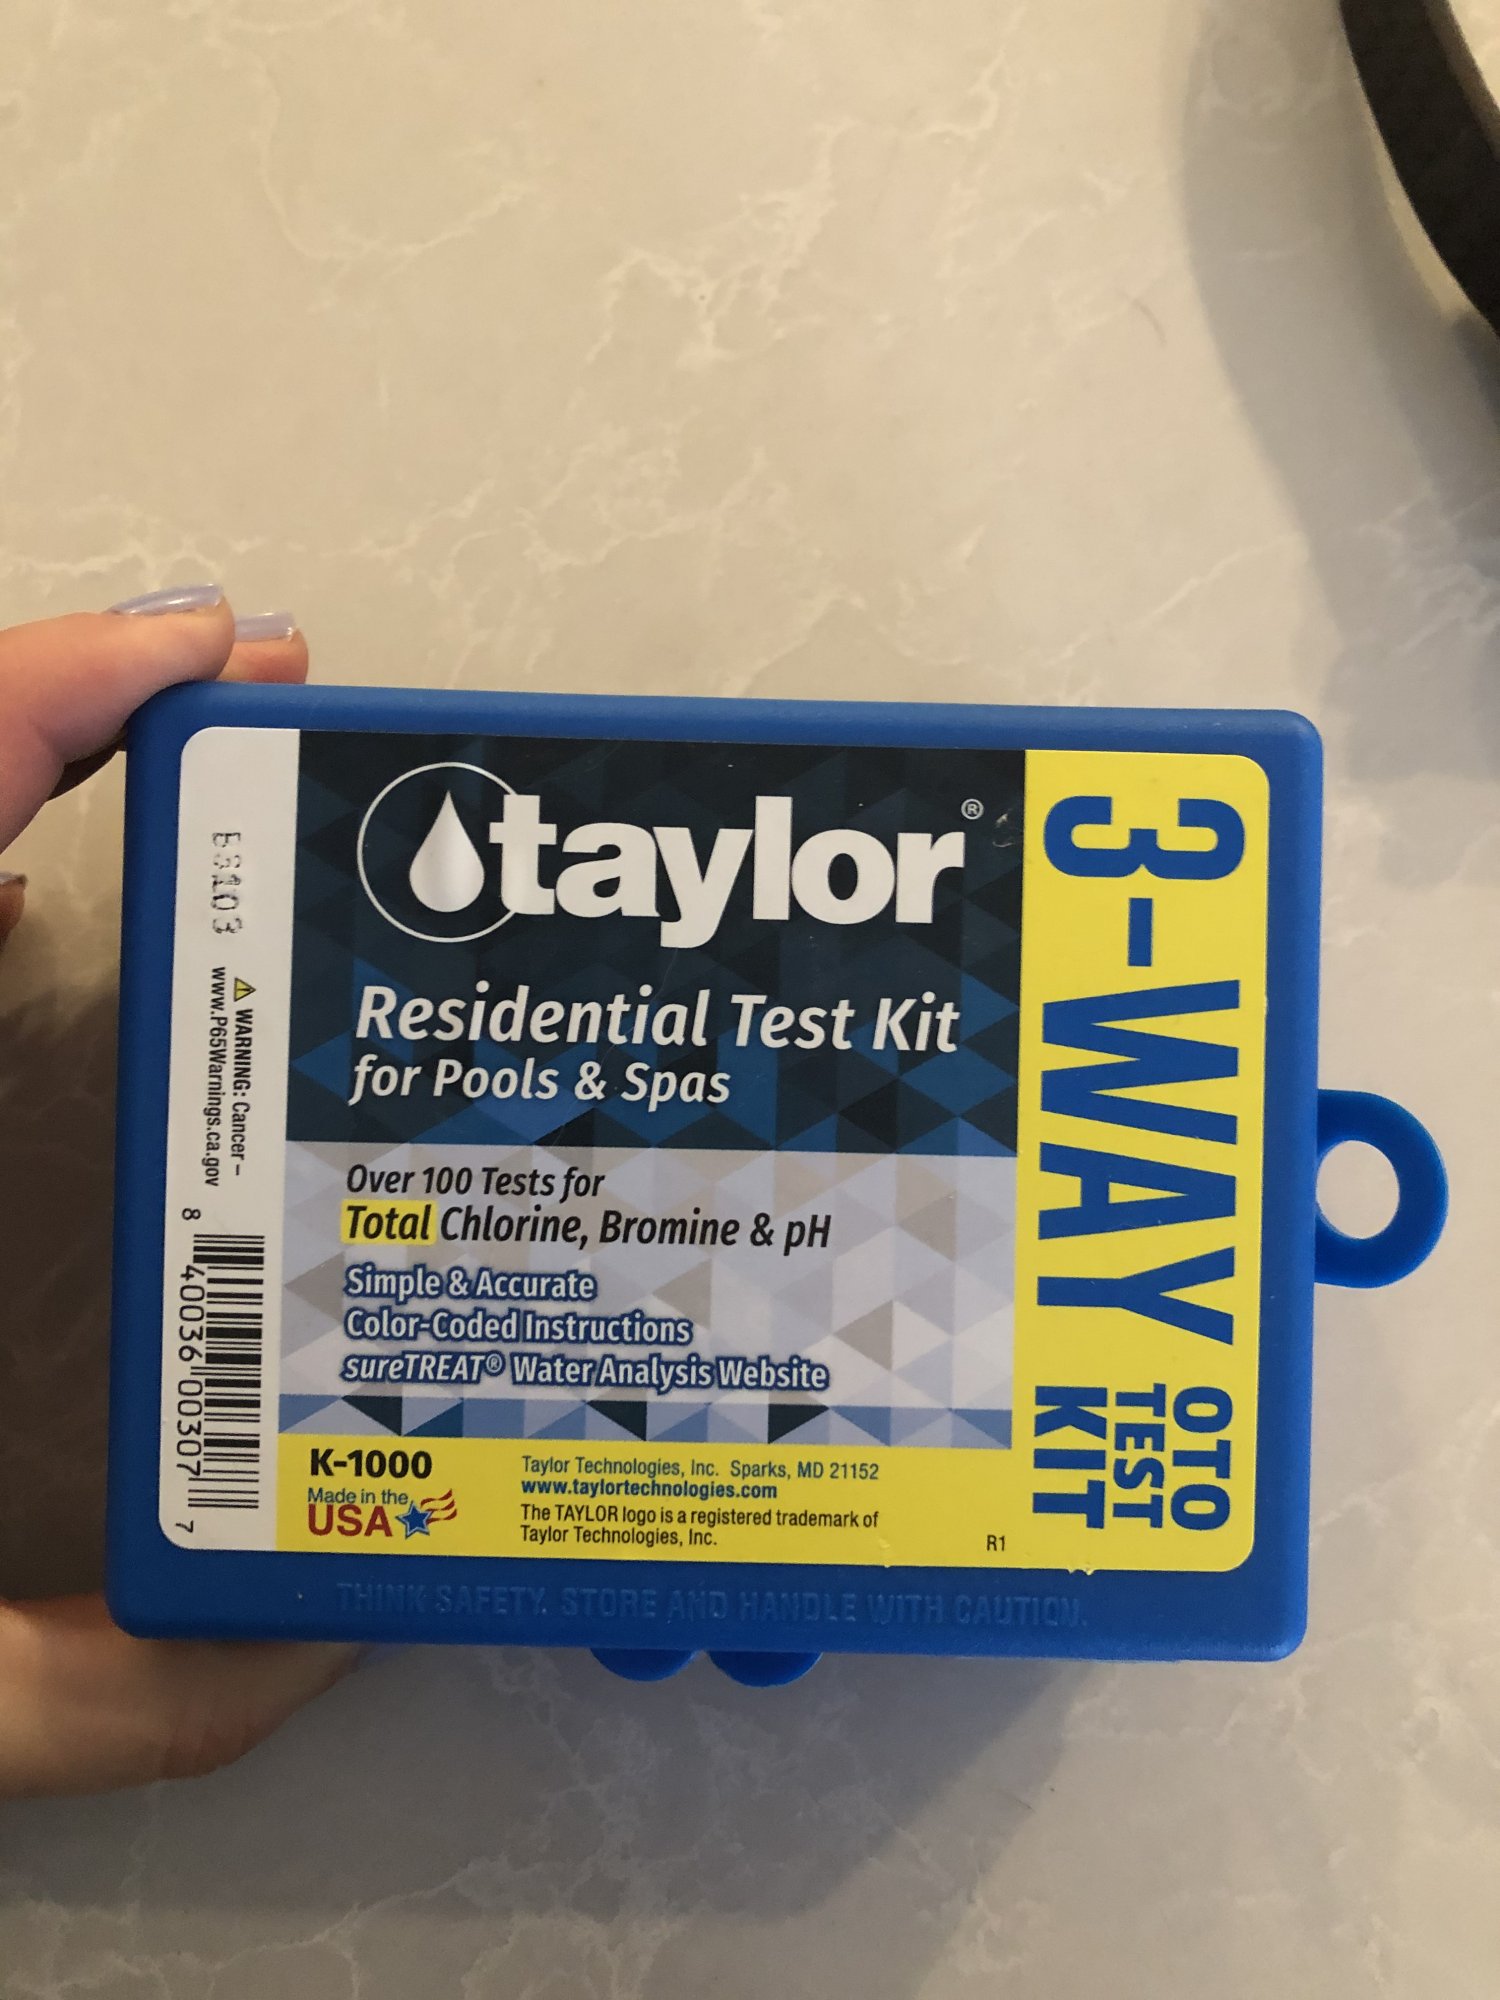 taylor®
Residential Test Kit
for Pools & Spas
Over 100 Tests for
Total Chlorine, Bromine & pH
Simple & Accurate
Color-Coded Instructions
sureTREAT® Water Analysis Website
K-1000
Made in the
USA
Taylor Technologies, Inc. Sparks, MD 21152
www.taylortechnologies.com
The TAYLOR logo is a registered trademark of
Taylor Technologies, Inc.
R1
3-WAY
OTO
TEST
KIT
⚠ WARNING: Cancer –
www.P65Warnings.ca.gov
8 40036 00307 7
THINK SAFETY. STORE AND HANDLE WITH CAUTION.